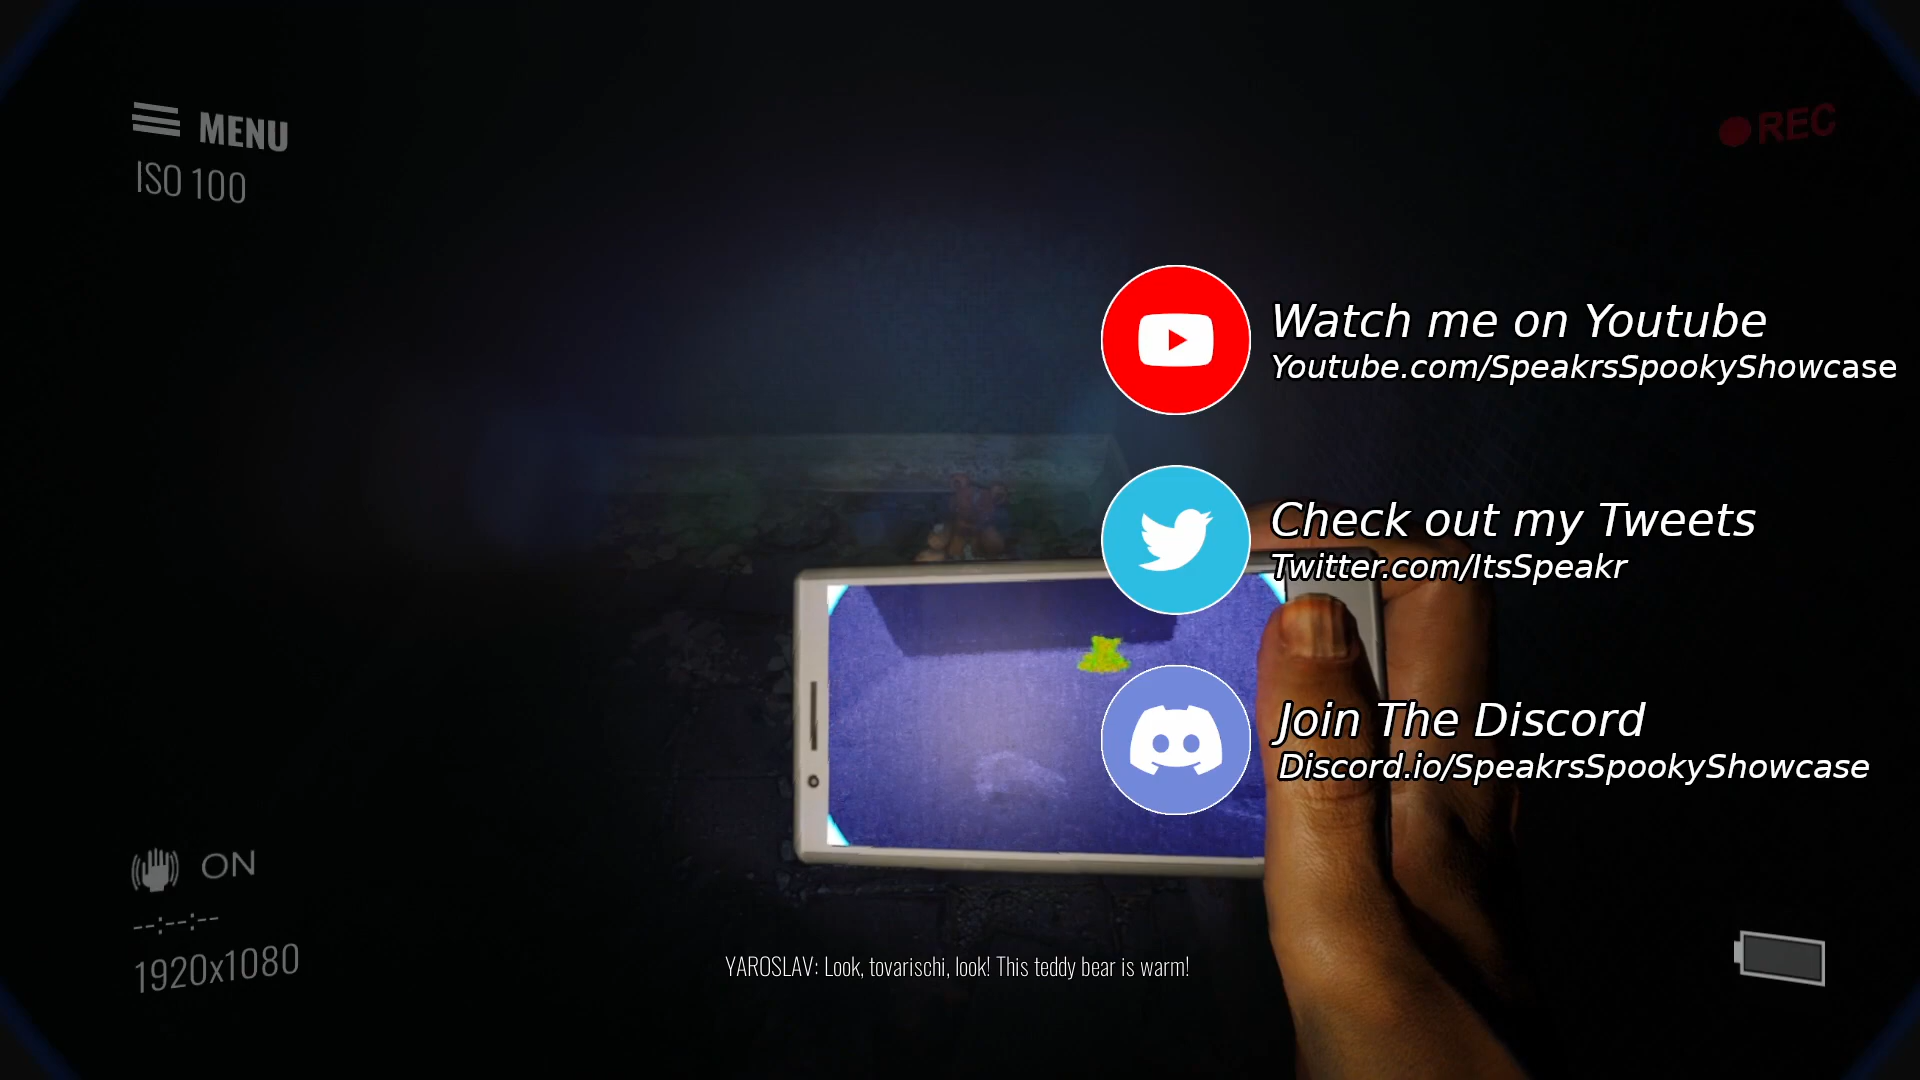 MENU
REC
ISO 100
Watch me on Youtube
Youtube.com/SpeakrsSpookyShowcase
Check out my Tweets
Twitter.com/ItsSpeakr
Join The Discord
Discord.io/SpeakrsSpookyShowcase
ON
--:--:--
1920x1080
YAROSLAV: Look, tovarischi, look! This teddy bear is warm!